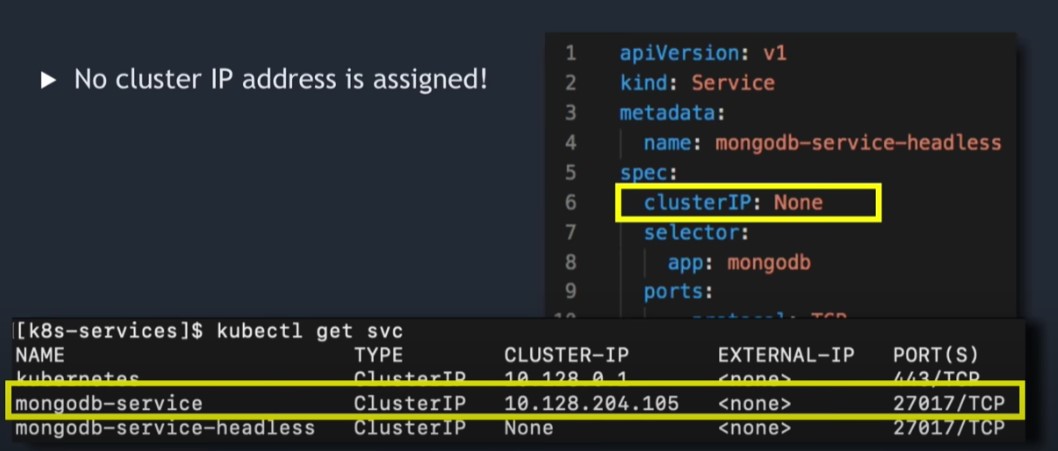 ► No cluster IP address is assigned!
1 apiVersion: v1
2 kind: Service
3 metadata:
4 name: mongodb-service-headless
5 spec:
6 clusterIP: None
7 selector:
8 app: mongodb
9 ports:
10 protocol: TCP
[k8s-services]$ kubectl get svc
NAME TYPE CLUSTER-IP EXTERNAL-IP PORT(S)
kubernetes ClusterIP 10.128.0.1 <none> 443/TCP
mongodb-service ClusterIP 10.128.204.105 <none> 27017/TCP
mongodb-service-headless ClusterIP None <none> 27017/TCP